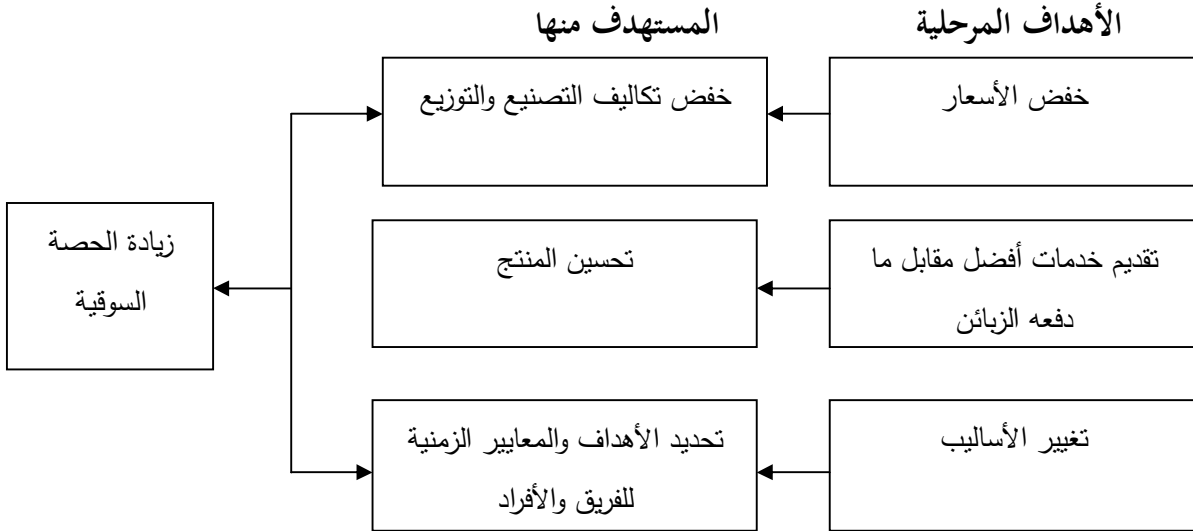 الأهداف المرحلية
المستهدف منها
خفض الأسعار
خفض تكاليف التصنيع والتوزيع
تقديم خدمات أفضل مقابل ما
دفعه الزبائن
تحسين المنتج
زيادة الحصة
السوقية
تغيير الأساليب
تحديد الأهداف والمعايير الزمنية
للفريق والأفراد